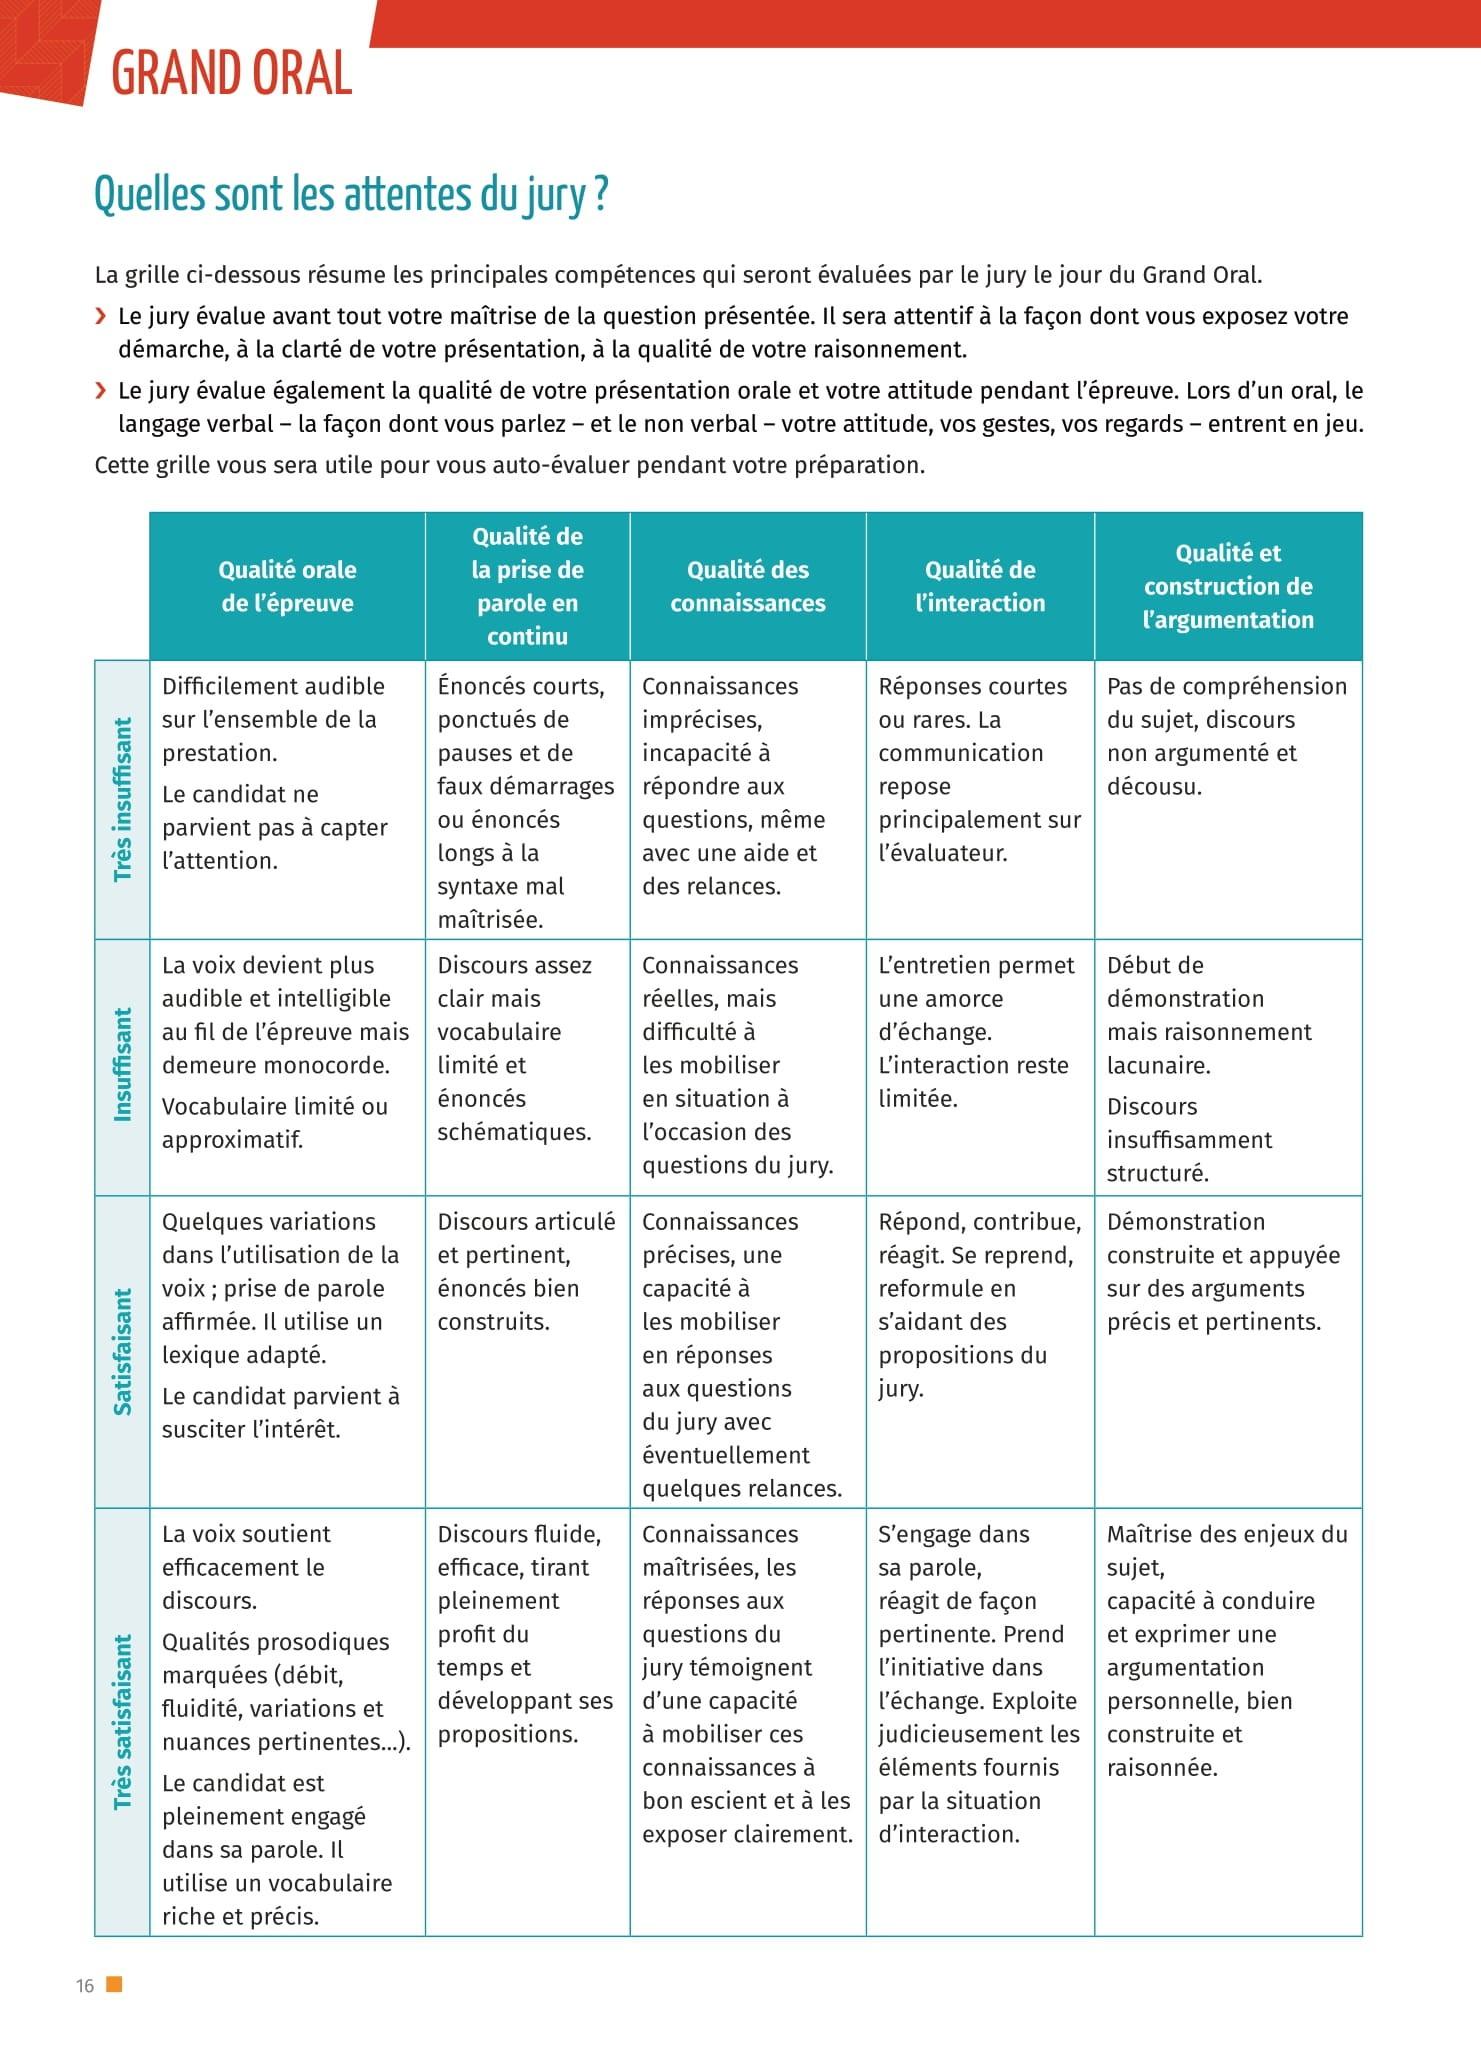 GRAND ORAL
Quelles sont les attentes du jury ?
La grille ci-dessous résume les principales compétences qui seront évaluées par le jury le jour du Grand Oral.
❯ Le jury évalue avant tout votre maîtrise de la question présentée. Il sera attentif à la façon dont vous exposez votre
démarche, à la clarté de votre présentation, à la qualité de votre raisonnement.
❯ Le jury évalue également la qualité de votre présentation orale et votre attitude pendant l’épreuve. Lors d’un oral, le
langage verbal – la façon dont vous parlez – et le non verbal – votre attitude, vos gestes, vos regards – entrent en jeu.
Cette grille vous sera utile pour vous auto-évaluer pendant votre préparation.
Qualité orale
de l’épreuve
Qualité de
la prise de
parole en
continu
Qualité des
connaissances
Qualité de
l’interaction
Qualité et
construction de
l’argumentation
Très insuffisant
Difficilement audible
sur l’ensemble de la
prestation.
Le candidat ne
parvient pas à capter
l’attention.
Énoncés courts,
ponctués de
pauses et de
faux démarrages
ou énoncés
longs à la
syntaxe mal
maîtrisée.
Connaissances
imprécises,
incapacité à
répondre aux
questions, même
avec une aide et
des relances.
Réponses courtes
ou rares. La
communication
repose
principalement sur
l’évaluateur.
Pas de compréhension
du sujet, discours
non argumenté et
décousu.
Insuffisant
La voix devient plus
audible et intelligible
au fil de l’épreuve mais
demeure monocorde.
Vocabulaire limité ou
approximatif.
Discours assez
clair mais
vocabulaire
limité et
énoncés
schématiques.
Connaissances
réelles, mais
difficulté à
les mobiliser
en situation à
l’occasion des
questions du jury.
L’entretien permet
une amorce
d’échange.
L’interaction reste
limitée.
Début de
démonstration
mais raisonnement
lacunaire.
Discours
insuffisamment
structuré.
Satisfaisant
Quelques variations
dans l’utilisation de la
voix ; prise de parole
affirmée. Il utilise un
lexique adapté.
Le candidat parvient à
susciter l’intérêt.
Discours articulé
et pertinent,
énoncés bien
construits.
Connaissances
précises, une
capacité à
les mobiliser
en réponses
aux questions
du jury avec
éventuellement
quelques relances.
Répond, contribue,
réagit. Se reprend,
reformule en
s’aidant des
propositions du
jury.
Démonstration
construite et appuyée
sur des arguments
précis et pertinents.
Très satisfaisant
La voix soutient
efficacement le
discours.
Qualités prosodiques
marquées (débit,
fluidité, variations et
nuances pertinentes…).
Le candidat est
pleinement engagé
dans sa parole. Il
utilise un vocabulaire
riche et précis.
Discours fluide,
efficace, tirant
pleinement
profit du
temps et
développant ses
propositions.
Connaissances
maîtrisées, les
réponses aux
questions du
jury témoignent
d’une capacité
à mobiliser ces
connaissances à
bon escient et à les
exposer clairement.
S’engage dans
sa parole,
réagit de façon
pertinente. Prend
l’initiative dans
l’échange. Exploite
judicieusement les
éléments fournis
par la situation
d’interaction.
Maîtrise des enjeux du
sujet,
capacité à conduire
et exprimer une
argumentation
personnelle, bien
construite et
raisonnée.
16